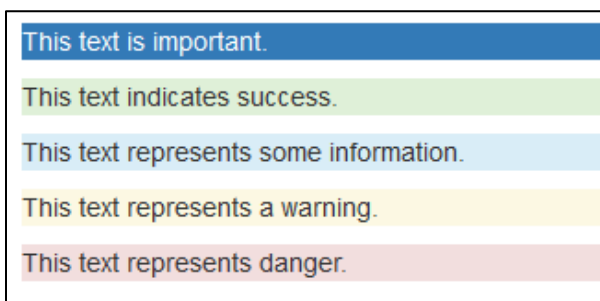 This text is important.
This text indicates success.
This text represents some information.
This text represents a warning.
This text represents danger.